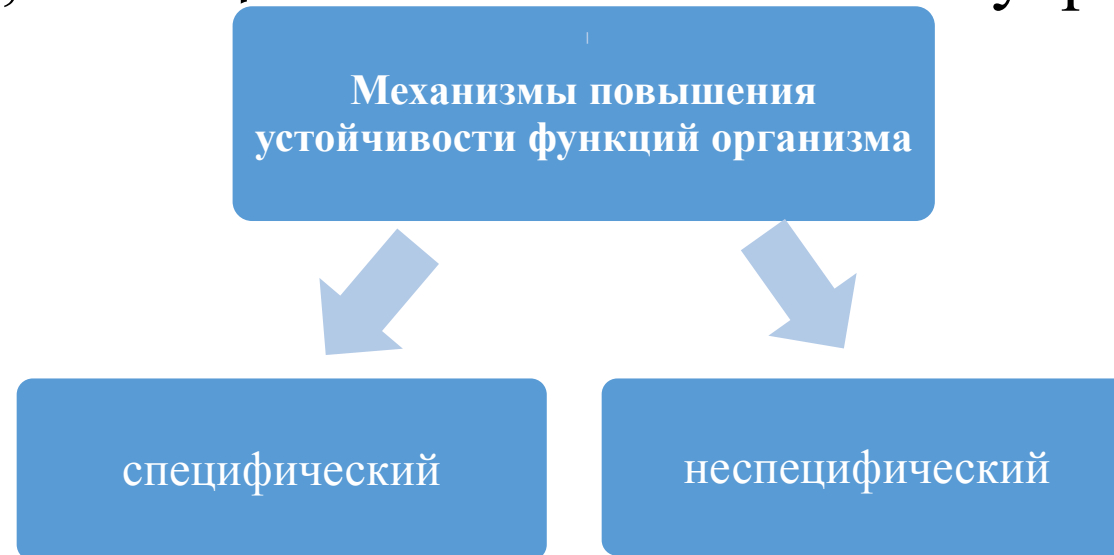 Механизмы повышения
устойчивости функций организма
специфический
неспецифический